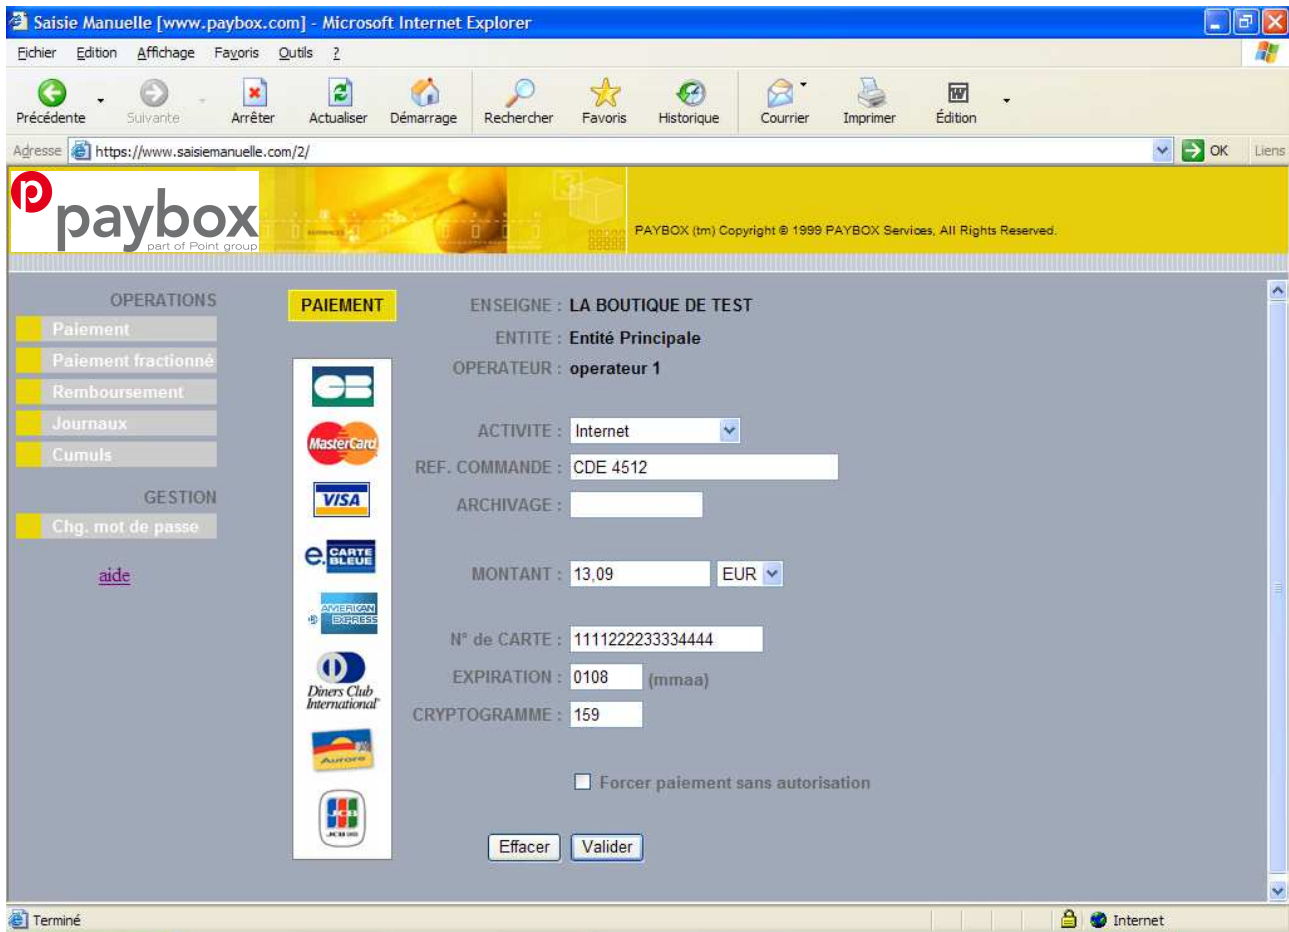 Saisie Manuelle [www.paybox.com] - Microsoft Internet Explorer
Fichier Edition Affichage Favoris Outils ?
Précédente Suivante Arrêter Actualiser Démarrage Rechercher Favoris Historique Courrier Imprimer Édition
Adresse https://www.saisiemanuelle.com/2/ OK Liens
paybox
part of Point group
3
PAYBOX (tm) Copyright © 1999 PAYBOX Services, All Rights Reserved.
OPERATIONS
Paiement
Paiement fractionné
Remboursement
Journaux
Cumuls
GESTION
Chg. mot de passe
aide
PAIEMENT
CB
MasterCard
VISA
e. CARTE BLEUE
AMERICAN EXPRESS
Diners Club
International
Aurore
JCB
ENSEIGNE : LA BOUTIQUE DE TEST
ENTITE : Entité Principale
OPERATEUR : operateur 1
ACTIVITE : Internet
REF. COMMANDE : CDE 4512
ARCHIVAGE :
MONTANT : 13,09 EUR
N° de CARTE : 1111222233334444
EXPIRATION : 0108 (mmaa)
CRYPTOGRAMME : 159
Forcer paiement sans autorisation
Effacer Valider
Terminé Internet